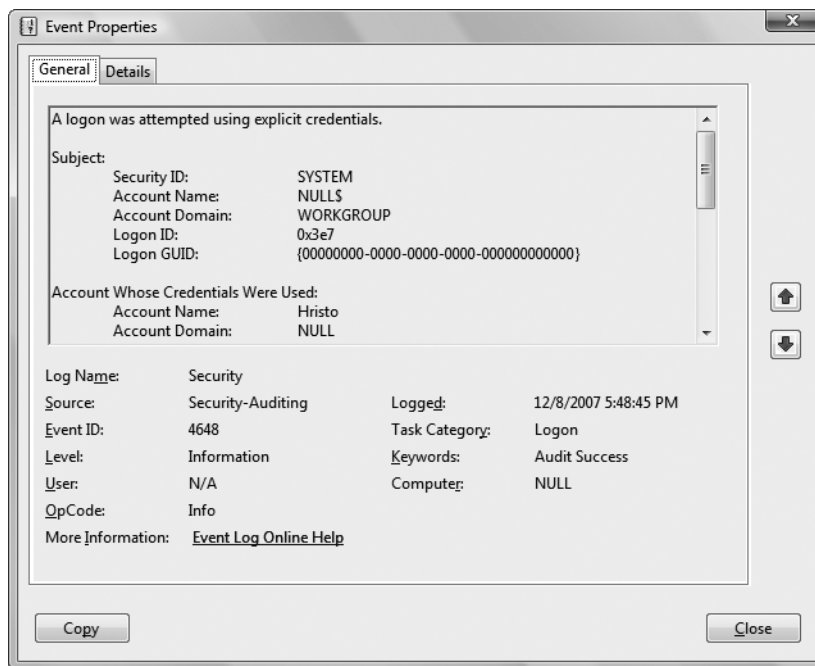 Event Properties
General Details
A logon was attempted using explicit credentials.
Subject:
Security ID: SYSTEM
Account Name: NULL$
Account Domain: WORKGROUP
Logon ID: 0x3e7
Logon GUID: {00000000-0000-0000-0000-000000000000}
Account Whose Credentials Were Used:
Account Name: Hristo
Account Domain: NULL
Log Name: Security
Source: Security-Auditing Logged: 12/8/2007 5:48:45 PM
Event ID: 4648 Task Category: Logon
Level: Information Keywords: Audit Success
User: N/A Computer: NULL
OpCode: Info
More Information: Event Log Online Help
Copy Close